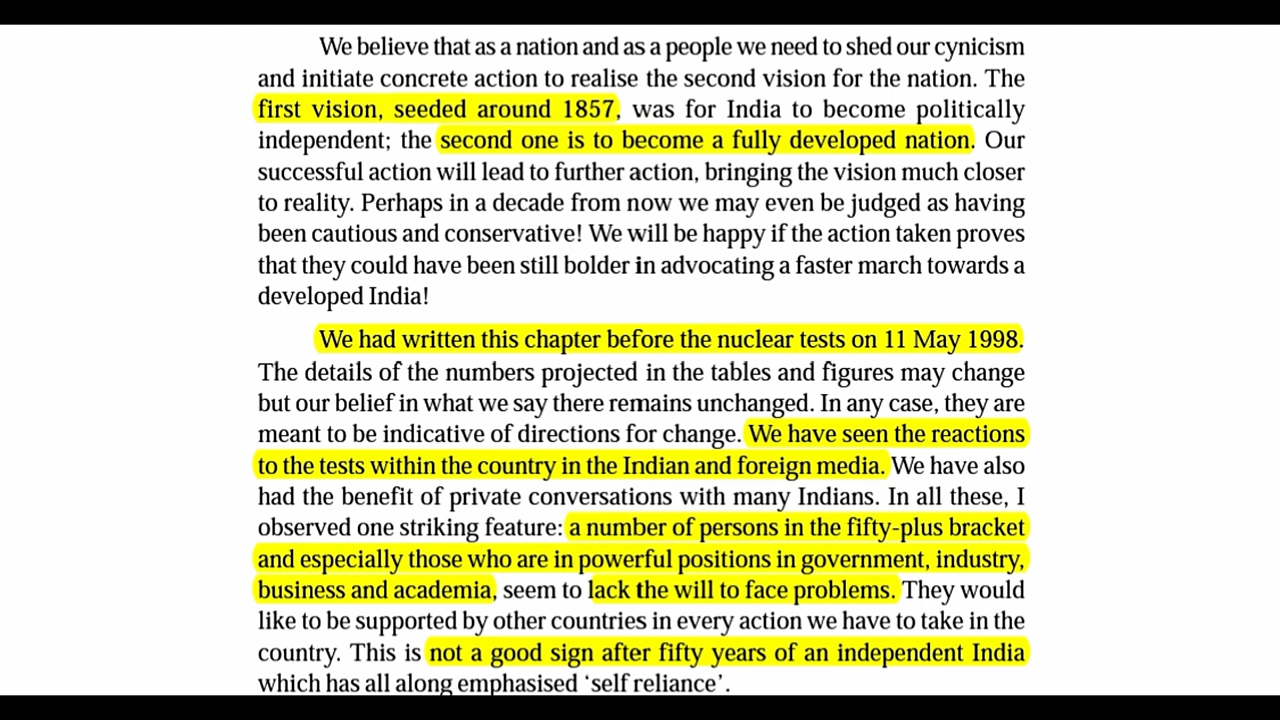 We believe that as a nation and as a people we need to shed our cynicism
and initiate concrete action to realise the second vision for the nation. The
first vision, seeded around 1857, was for India to become politically
independent; the second one is to become a fully developed nation. Our
successful action will lead to further action, bringing the vision much closer
to reality. Perhaps in a decade from now we may even be judged as having
been cautious and conservative! We will be happy if the action taken proves
that they could have been still bolder in advocating a faster march towards a
developed India!
We had written this chapter before the nuclear tests on 11 May 1998.
The details of the numbers projected in the tables and figures may change
but our belief in what we say there remains unchanged. In any case, they are
meant to be indicative of directions for change. We have seen the reactions
to the tests within the country in the Indian and foreign media. We have also
had the benefit of private conversations with many Indians. In all these, I
observed one striking feature: a number of persons in the fifty-plus bracket
and especially those who are in powerful positions in government, industry,
business and academia, seem to lack the will to face problems. They would
like to be supported by other countries in every action we have to take in the
country. This is not a good sign after fifty years of an independent India
which has all along emphasised ‘self reliance’.